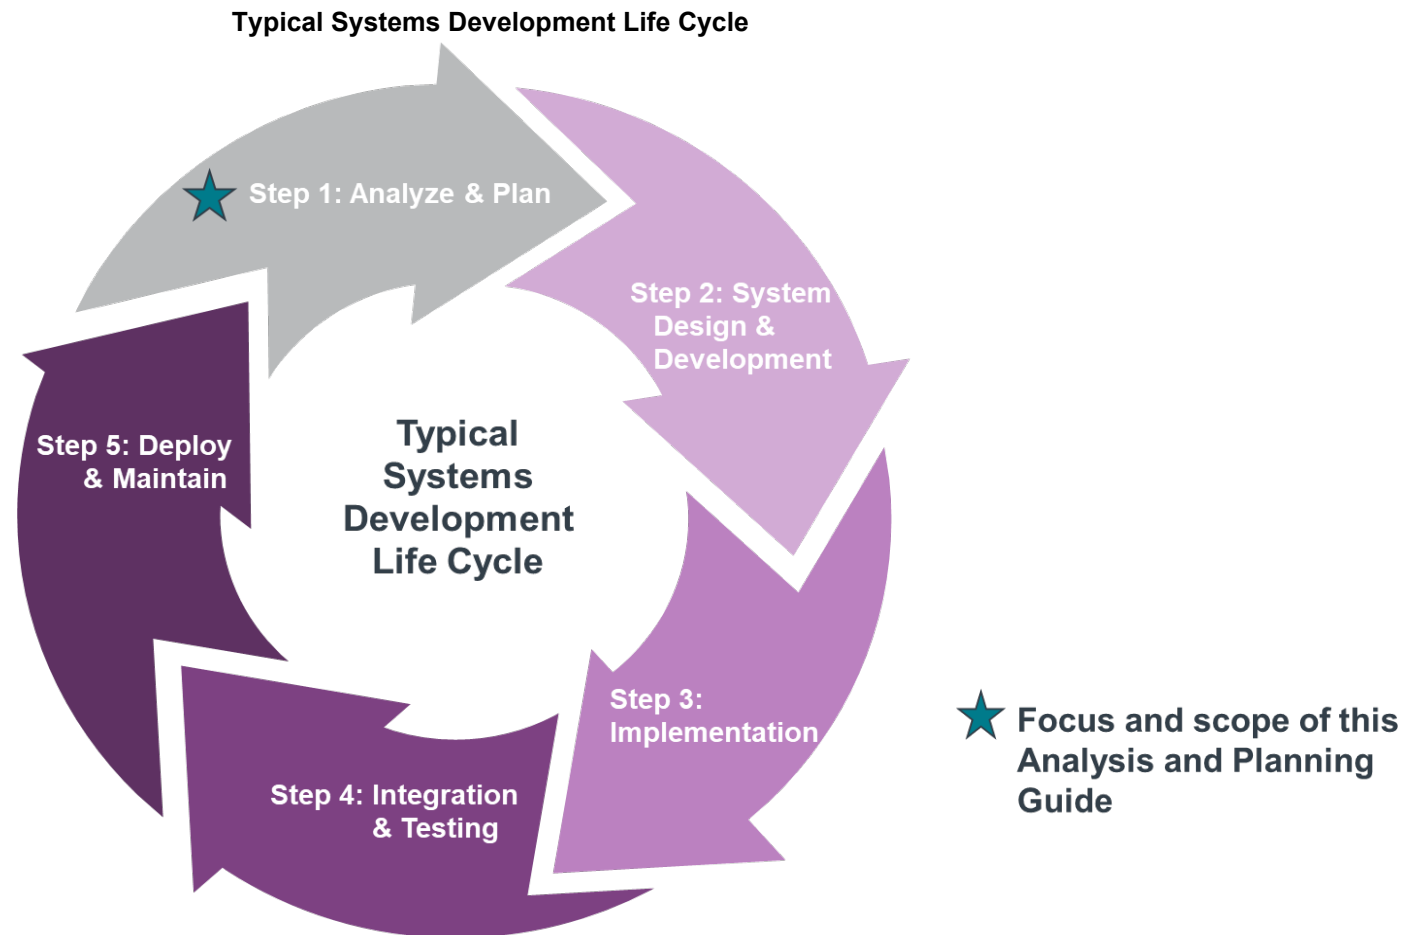 Typical Systems Development Life Cycle
Step 1: Analyze & Plan
Step 2: System
Design &
Development
Step 3:
Implementation
Step 4: Integration
& Testing
Step 5: Deploy
& Maintain
Typical
Systems
Development
Life Cycle
Focus and scope of this
Analysis and Planning
Guide